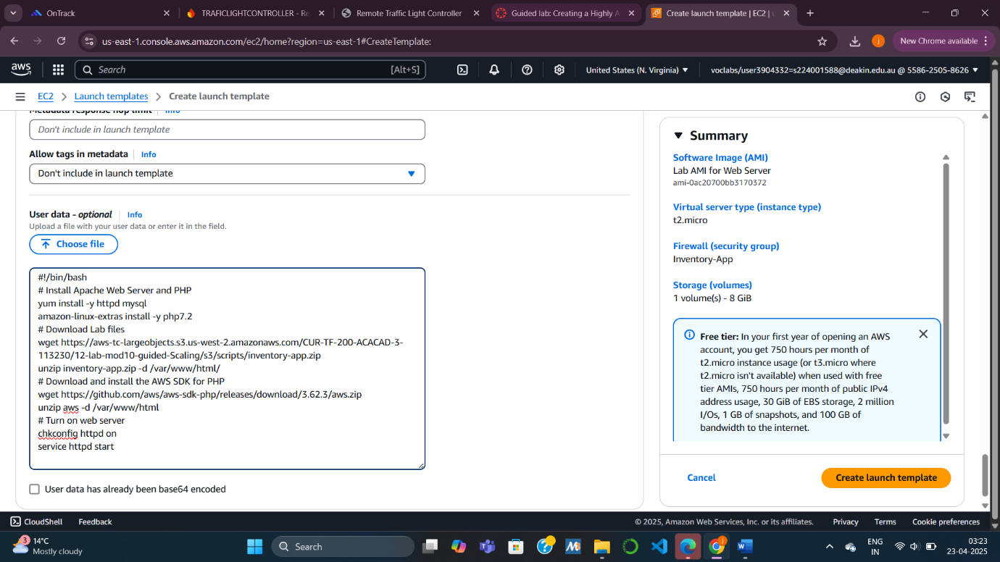 OnTrack
TRAFICLIGHTCONTROLLER - Re
Remote Traffic Light Controller
Guided lab: Creating a Highly A
Create launch template | EC2 | u
us-east-1.console.aws.amazon.com/ec2/home?region=us-east-1#CreateTemplate:
j
New Chrome available
aws
Search
[Alt+S]
United States (N. Virginia)
voclabs/user3904332=s224001588@deakin.edu.au @ 5586-2505-8626
EC2
Launch templates
Create launch template
Metadata response hop limit
Info
Don't include in launch template
Allow tags in metadata
Info
Don't include in launch template
User data - optional
Info
Upload a file with your user data or enter it in the field.
Choose file
#!/bin/bash
# Install Apache Web Server and PHP
yum install -y httpd mysql
amazon-linux-extras install -y php7.2
# Download Lab files
wget https://aws-tc-largeobjects.s3.us-west-2.amazonaws.com/CUR-TF-200-ACACAD-3-
113230/12-lab-mod10-guided-Scaling/s3/scripts/inventory-app.zip
unzip inventory-app.zip -d /var/www/html/
# Download and install the AWS SDK for PHP
wget https://github.com/aws/aws-sdk-php/releases/download/3.62.3/aws.zip
unzip aws -d /var/www/html
# Turn on web server
chkconfig httpd on
service httpd start
User data has already been base64 encoded
Summary
Software Image (AMI)
Lab AMI for Web Server
ami-0ac20700bb3170372
Virtual server type (instance type)
t2.micro
Firewall (security group)
Inventory-App
Storage (volumes)
1 volume(s) - 8 GiB
Free tier: In your first year of opening an AWS
account, you get 750 hours per month of
t2.micro instance usage (or t3.micro where
t2.micro isn't available) when used with free
tier AMIs, 750 hours per month of public IPv4
address usage, 30 GiB of EBS storage, 2 million
I/Os, 1 GB of snapshots, and 100 GB of
bandwidth to the internet.
Cancel
Create launch template
CloudShell
Feedback
© 2025, Amazon Web Services, Inc. or its affiliates.
Privacy
Terms
Cookie preferences
3
14°C
Mostly cloudy
Search
ENG
IN
03:23
23-04-2025